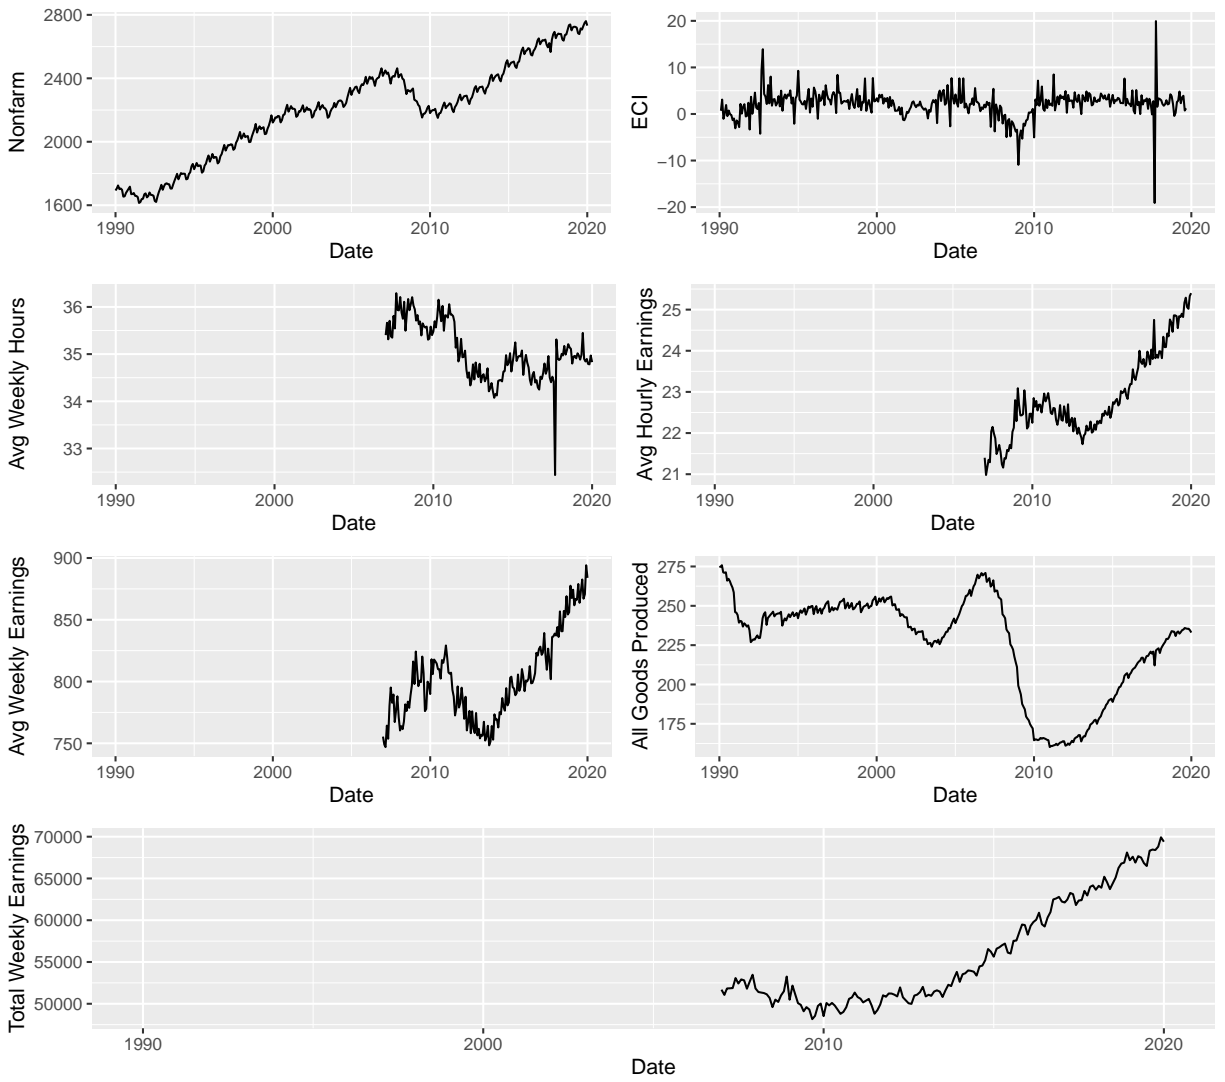 Nonfarm
2800
2400
2000
1600
1990 2000 2010 2020
Date
ECI
20
10
0
−10
−20
1990 2000 2010 2020
Date
Avg Weekly Hours
36
35
34
33
1990 2000 2010 2020
Date
Avg Hourly Earnings
25
24
23
22
21
1990 2000 2010 2020
Date
Avg Weekly Earnings
900
850
800
750
1990 2000 2010 2020
Date
All Goods Produced
275
250
225
200
175
1990 2000 2010 2020
Date
Total Weekly Earnings
70000
65000
60000
55000
50000
1990 2000 2010 2020
Date